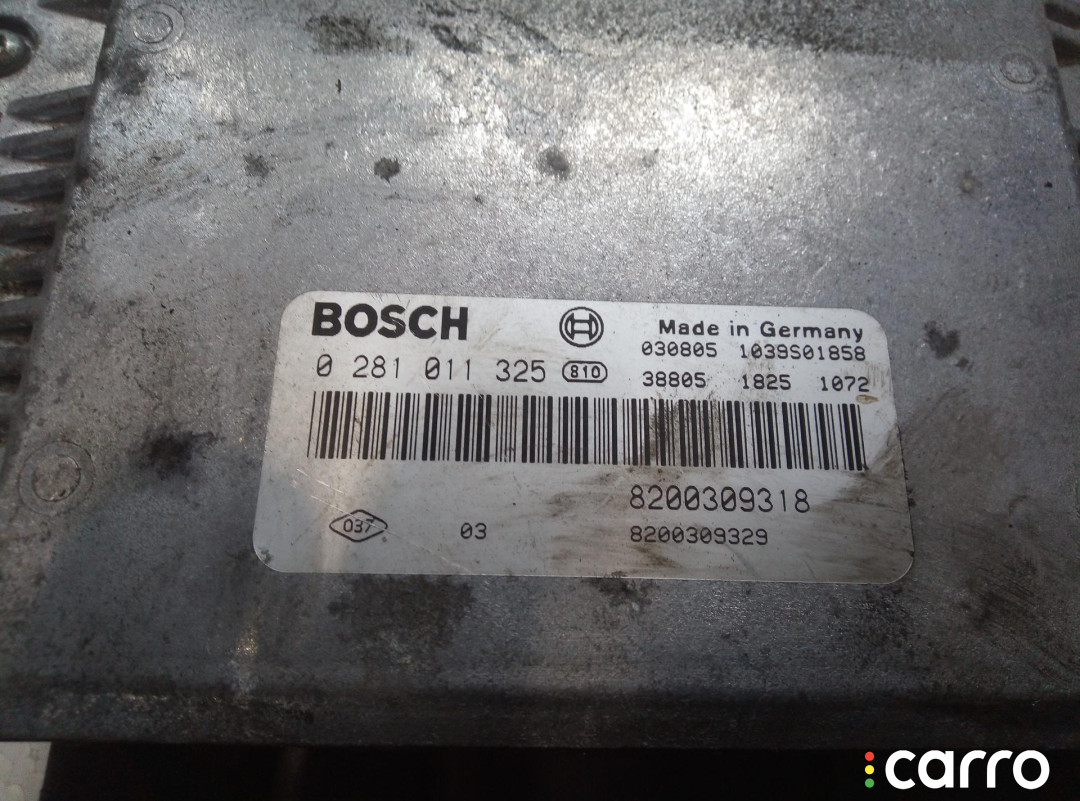 BOSCH
Made in Germany
030805 1039S01858
0 281 011 325 810
38805 1825 1072
8200309318
037 03 8200309329
carro